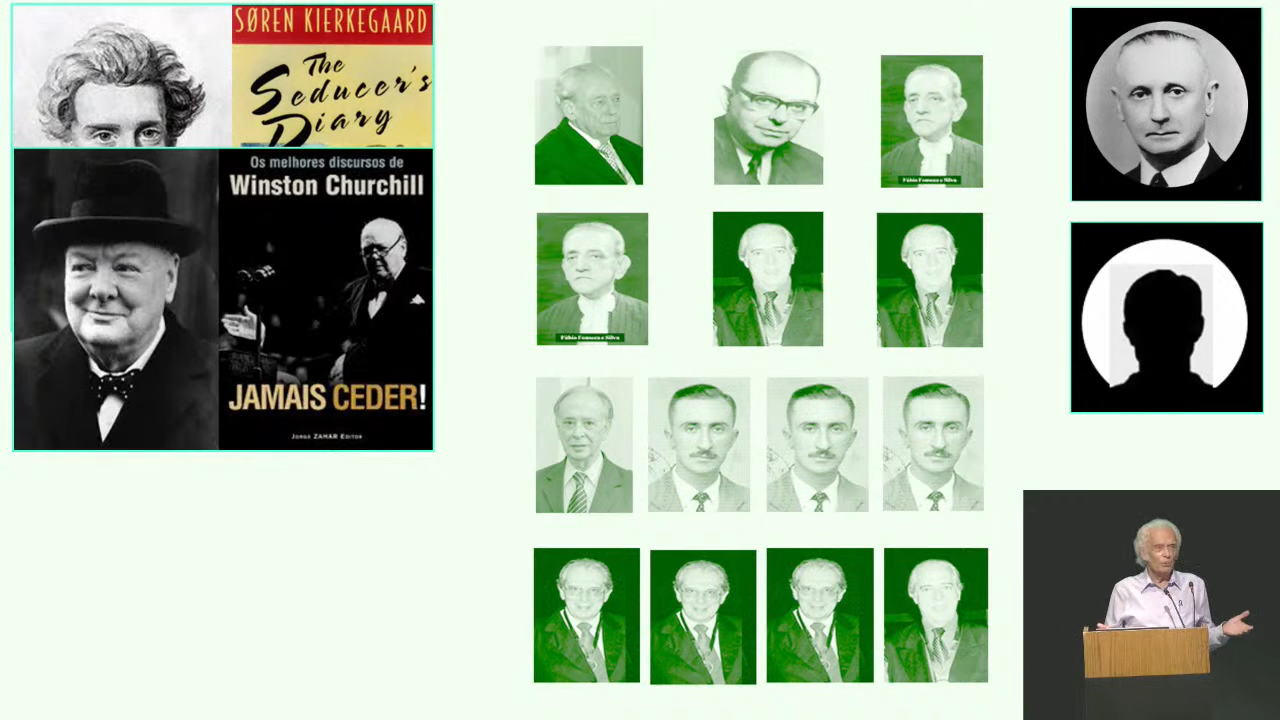 SØREN KIERKEGAARD
The
Seducer's
Diary
Os melhores discursos de
Winston Churchill
JAMAIS CEDER!
Jorge ZAHAR Editor
Fábio Fonseca e Silva
Fábio Fonseca e Silva